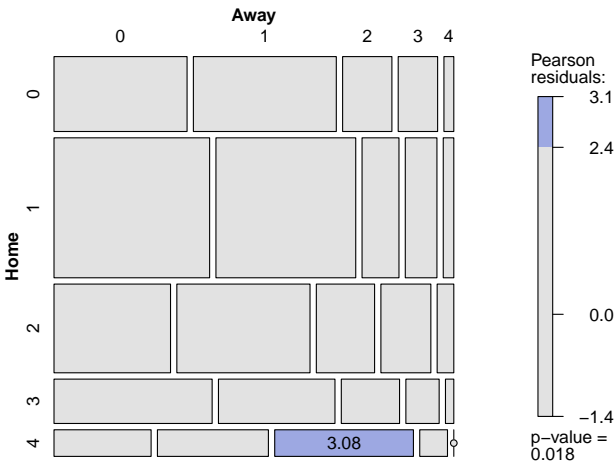 Away
0 1 2 3 4
Home
0
1
2
3
4
3.08
Pearson
residuals:
3.1
2.4
0.0
−1.4
p−value =
0.018